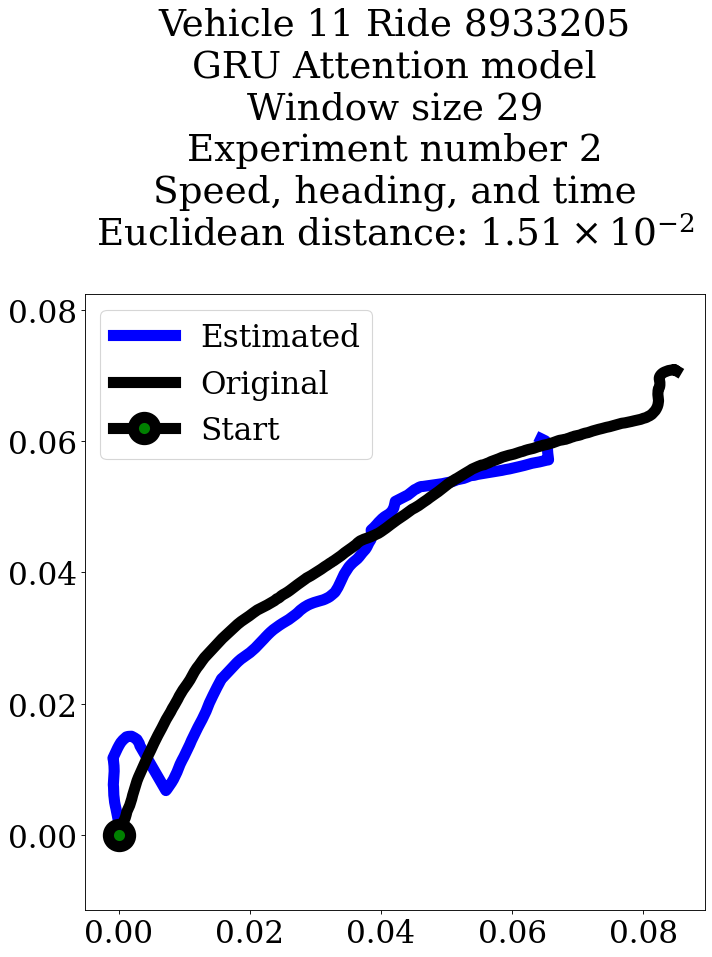 Vehicle 11 Ride 8933205
GRU Attention model
Window size 29
Experiment number 2
Speed, heading, and time
Euclidean distance: 1.51 × 10⁻²
Estimated
Original
Start
0.08
0.06
0.04
0.02
0.00
0.00 0.02 0.04 0.06 0.08